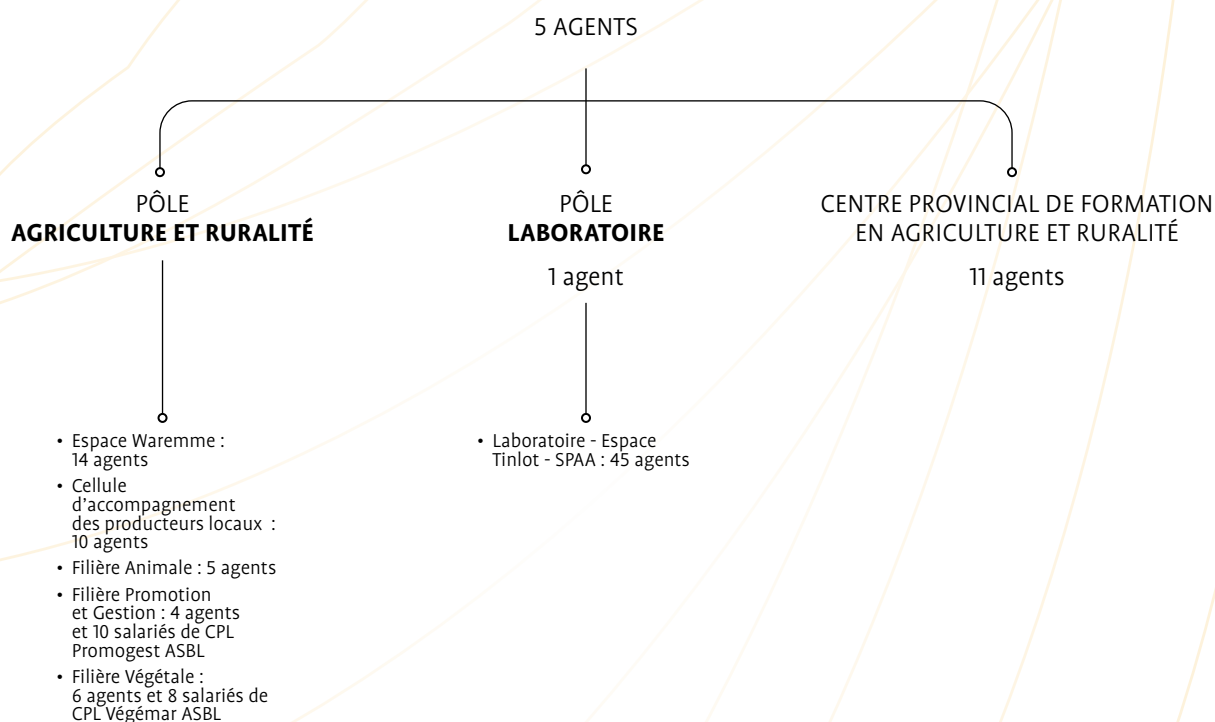 5 AGENTS
PÔLE
AGRICULTURE ET RURALITÉ
PÔLE
LABORATOIRE
1 agent
CENTRE PROVINCIAL DE FORMATION
EN AGRICULTURE ET RURALITÉ
11 agents
• Espace Waremme :
14 agents
• Cellule
d’accompagnement
des producteurs locaux :
10 agents
• Filière Animale : 5 agents
• Filière Promotion
et Gestion : 4 agents
et 10 salariés de CPL
Promogest ASBL
• Filière Végétale :
6 agents et 8 salariés de
CPL Végémar ASBL
• Laboratoire - Espace
Tinlot - SPAA : 45 agents